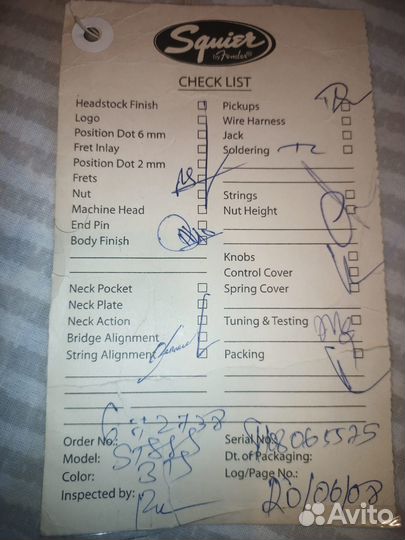 Squier
by Fender
CHECK LIST
Headstock Finish
Logo
Position Dot 6 mm
Fret Inlay
Position Dot 2 mm
Frets
Nut
Machine Head
End Pin
Body Finish
Neck Pocket
Neck Plate
Neck Action
Bridge Alignment
String Alignment
Pickups
Wire Harness
Jack
Soldering
Strings
Nut Height
Knobs
Control Cover
Spring Cover
Tuning & Testing
Packing
Order No.:
Model:
Color:
Inspected by:
Serial No.:
Dt. of Packaging:
Log/Page No.:
20/06/08
Avito